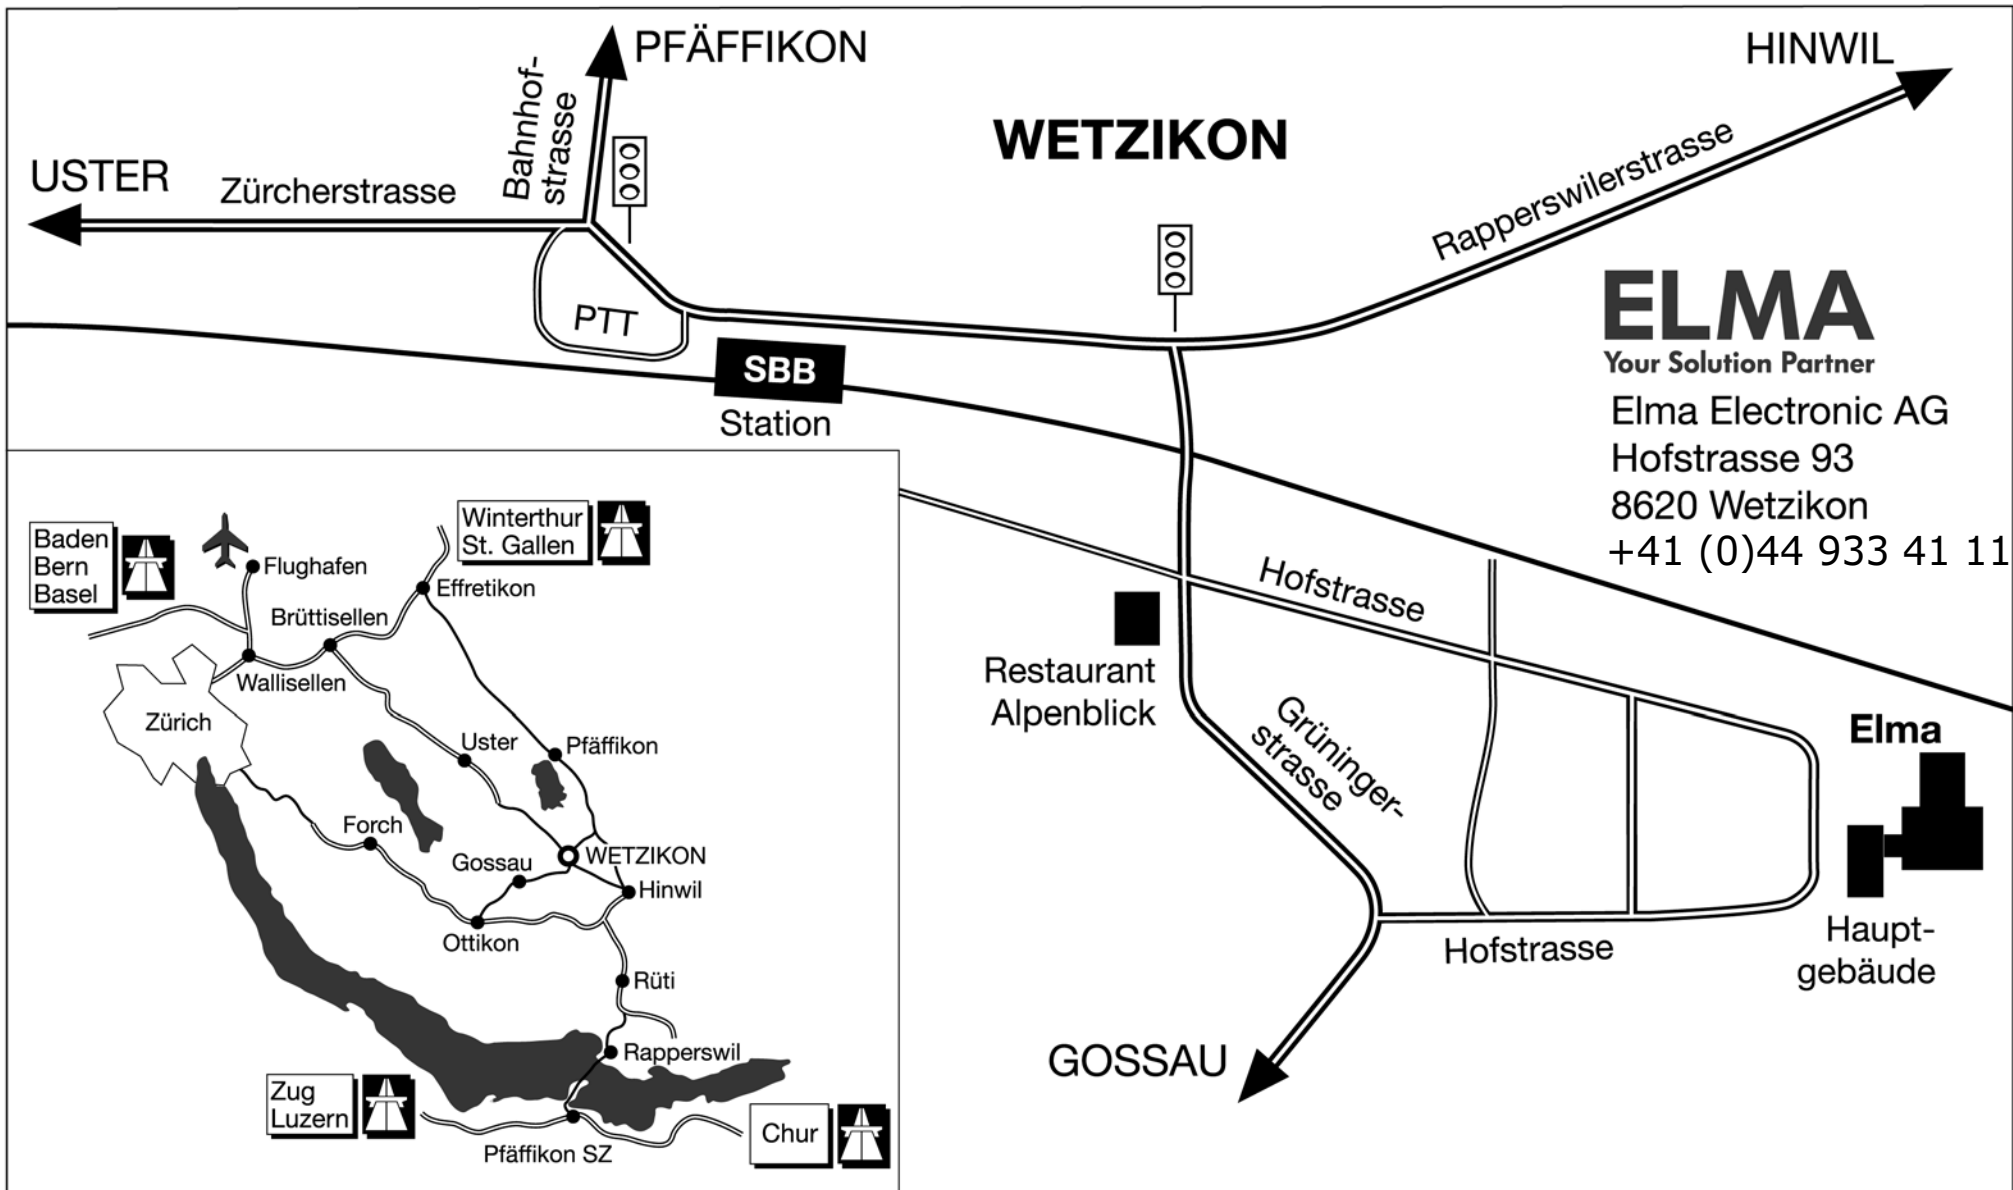 PFÄFFIKON
HINWIL
Bahnhof-
strasse
WETZIKON
USTER
Zürcherstrasse
Rapperswilerstrasse
PTT
SBB
Station
ELMA
Your Solution Partner
Elma Electronic AG
Hofstrasse 93
8620 Wetzikon
+41 (0)44 933 41 11
Hofstrasse
Restaurant
Alpenblick
Grüninger-
strasse
Elma
Haupt-
gebäude
Hofstrasse
GOSSAU
Baden
Bern
Basel
Flughafen
Winterthur
St. Gallen
Effretikon
Brüttisellen
Wallisellen
Zürich
Uster
Pfäffikon
Forch
Gossau
WETZIKON
Hinwil
Ottikon
Rüti
Rapperswil
Zug
Luzern
Pfäffikon SZ
Chur